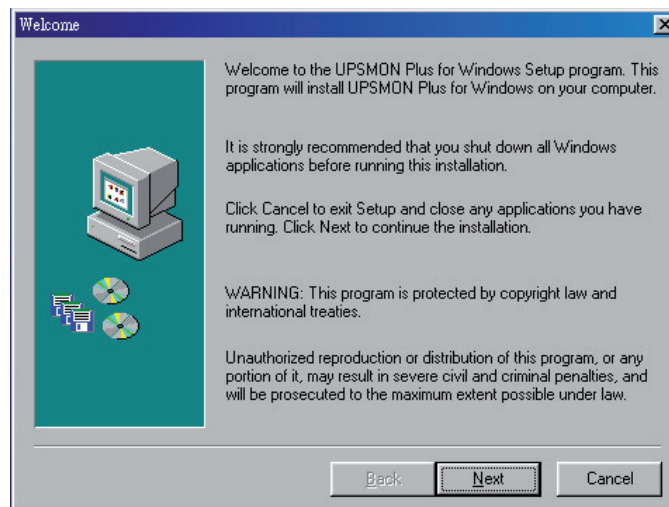 Welcome
Welcome to the UPSMON Plus for Windows Setup program. This
program will install UPSMON Plus for Windows on your computer.
It is strongly recommended that you shut down all Windows
applications before running this installation.
Click Cancel to exit Setup and close any applications you have
running. Click Next to continue the installation.
WARNING: This program is protected by copyright law and
international treaties.
Unauthorized reproduction or distribution of this program, or any
portion of it, may result in severe civil and criminal penalties, and
will be prosecuted to the maximum extent possible under law.
Back Next Cancel